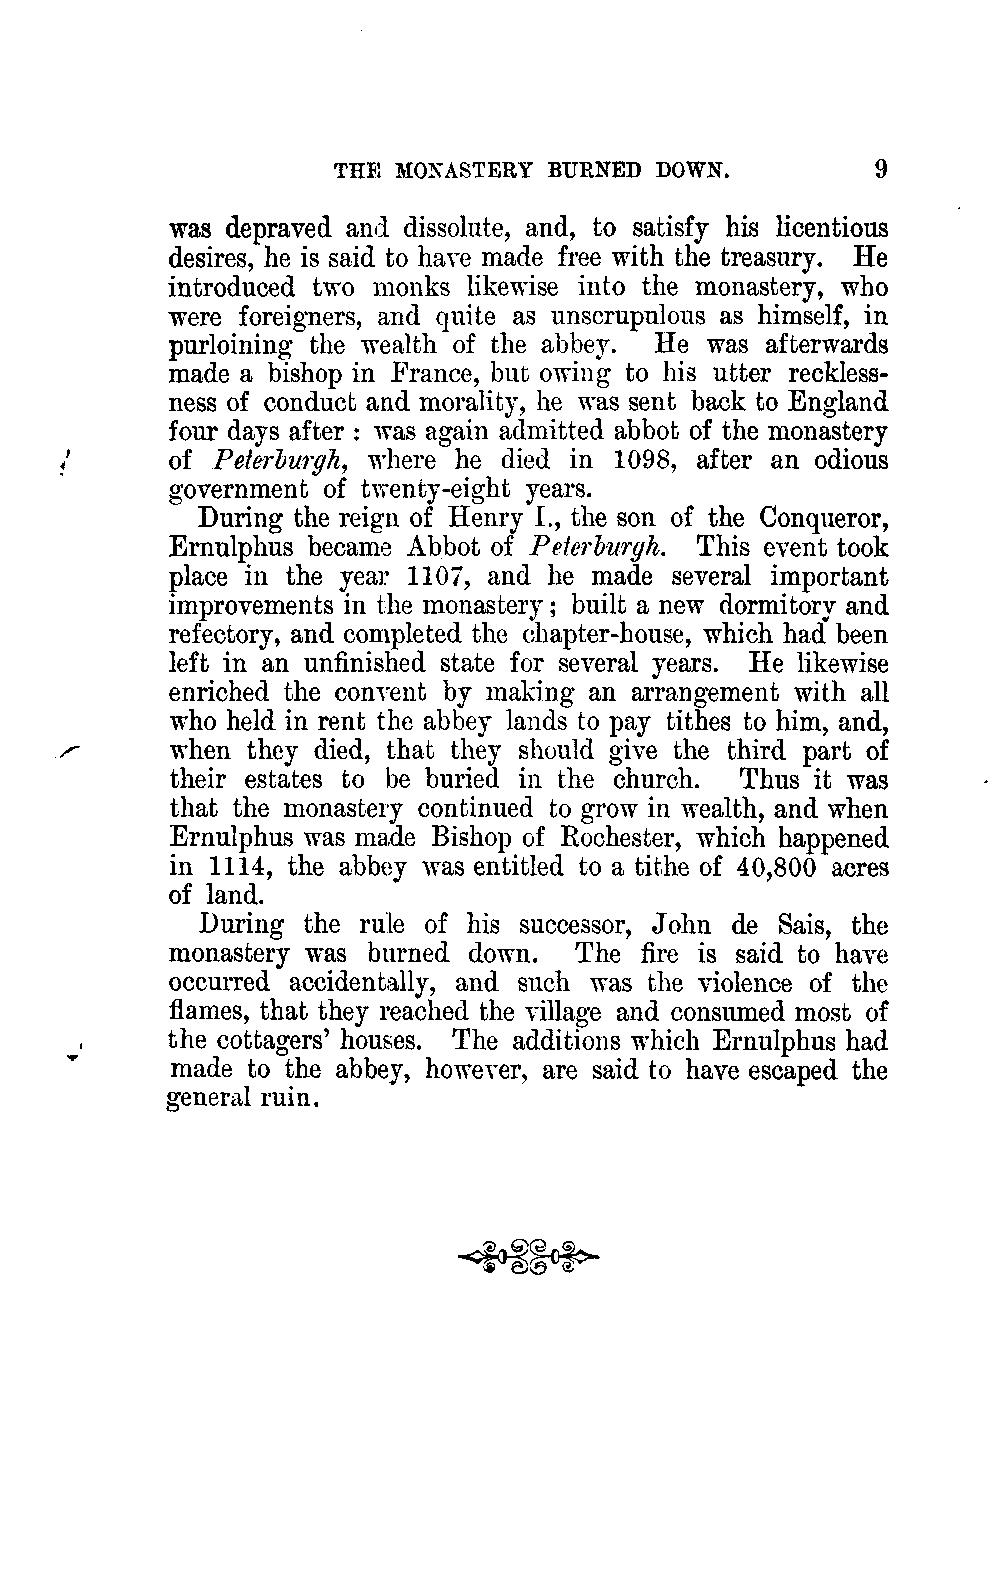 THE MONASTERY BURNED DOWN. 9
was depraved and dissolute, and, to satisfy his licentious
desires, he is said to have made free with the treasury. He
introduced two monks likewise into the monastery, who
were foreigners, and quite as unscrupulous as himself, in
purloining the wealth of the abbey. He was afterwards
made a bishop in France, but owing to his utter reckless-
ness of conduct and morality, he was sent back to England
four days after : was again admitted abbot of the monastery
of Peterburgh, where he died in 1098, after an odious
government of twenty-eight years.
During the reign of Henry I., the son of the Conqueror,
Ernulphus became Abbot of Peterburgh. This event took
place in the year 1107, and he made several important
improvements in the monastery ; built a new dormitory and
refectory, and completed the chapter-house, which had been
left in an unfinished state for several years. He likewise
enriched the convent by making an arrangement with all
who held in rent the abbey lands to pay tithes to him, and,
when they died, that they should give the third part of
their estates to be buried in the church. Thus it was
that the monastery continued to grow in wealth, and when
Ernulphus was made Bishop of Rochester, which happened
in 1114, the abbey was entitled to a tithe of 40,800 acres
of land.
During the rule of his successor, John de Sais, the
monastery was burned down. The fire is said to have
occurred accidentally, and such was the violence of the
flames, that they reached the village and consumed most of
the cottagers' houses. The additions which Ernulphus had
made to the abbey, however, are said to have escaped the
general ruin.